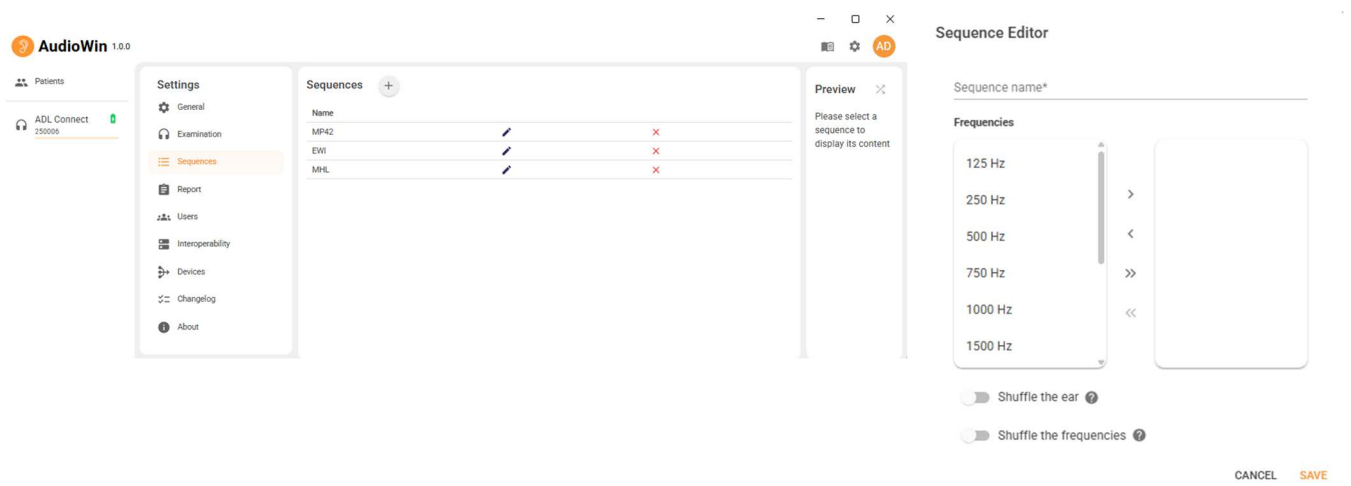 AudioWin 1.0.0
AD
Patients
ADL Connect
250006
Settings
General
Examination
Sequences
Report
Users
Interoperability
Devices
Changelog
About
Sequences +
Name
MP42
EWI
MHL
Preview
Please select a
sequence to
display its content
Sequence Editor
Sequence name*
Frequencies
125 Hz
250 Hz
500 Hz
750 Hz
1000 Hz
1500 Hz
Shuffle the ear
Shuffle the frequencies
CANCEL SAVE